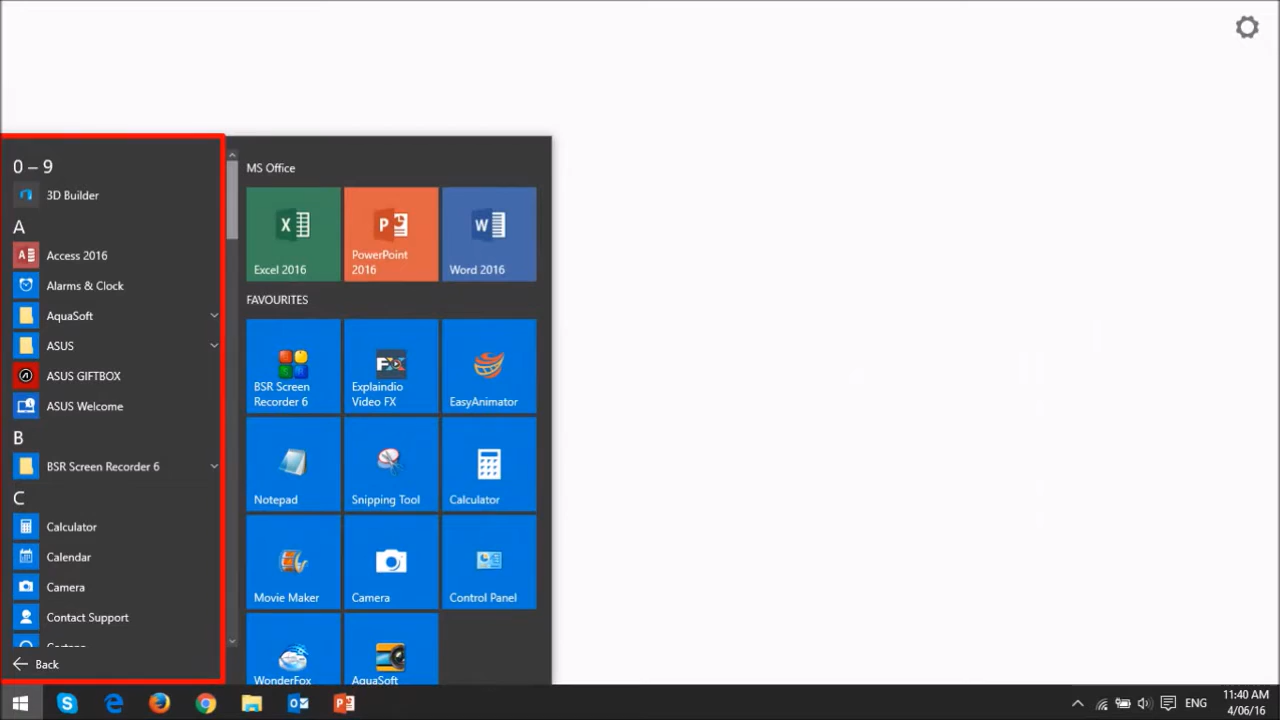 0 – 9
3D Builder
A
Access 2016
Alarms & Clock
AquaSoft
ASUS
ASUS GIFTBOX
ASUS Welcome
B
BSR Screen Recorder 6
C
Calculator
Calendar
Camera
Contact Support
Back
MS Office
Excel 2016
PowerPoint
2016
Word 2016
FAVOURITES
BSR Screen
Recorder 6
Explaindio
Video FX
EasyAnimator
Notepad
Snipping Tool
Calculator
Movie Maker
Camera
Control Panel
WonderFox
AquaSoft
ENG
11:40 AM
4/06/16